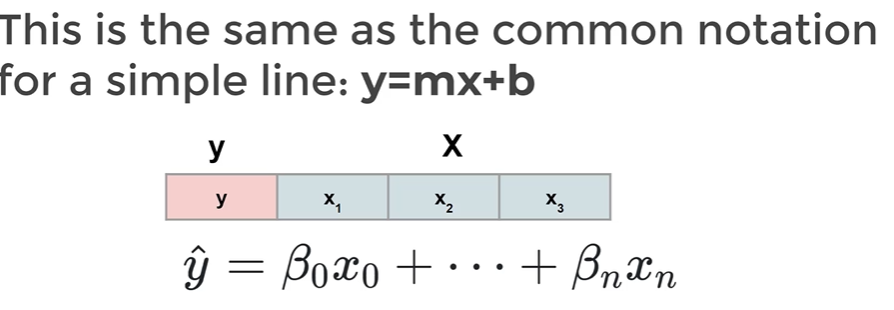 This is the same as the common notation
for a simple line: y=mx+b
y X
y x₁ x₂ x₃
ŷ = β₀x₀ + · · · + βₙxₙ